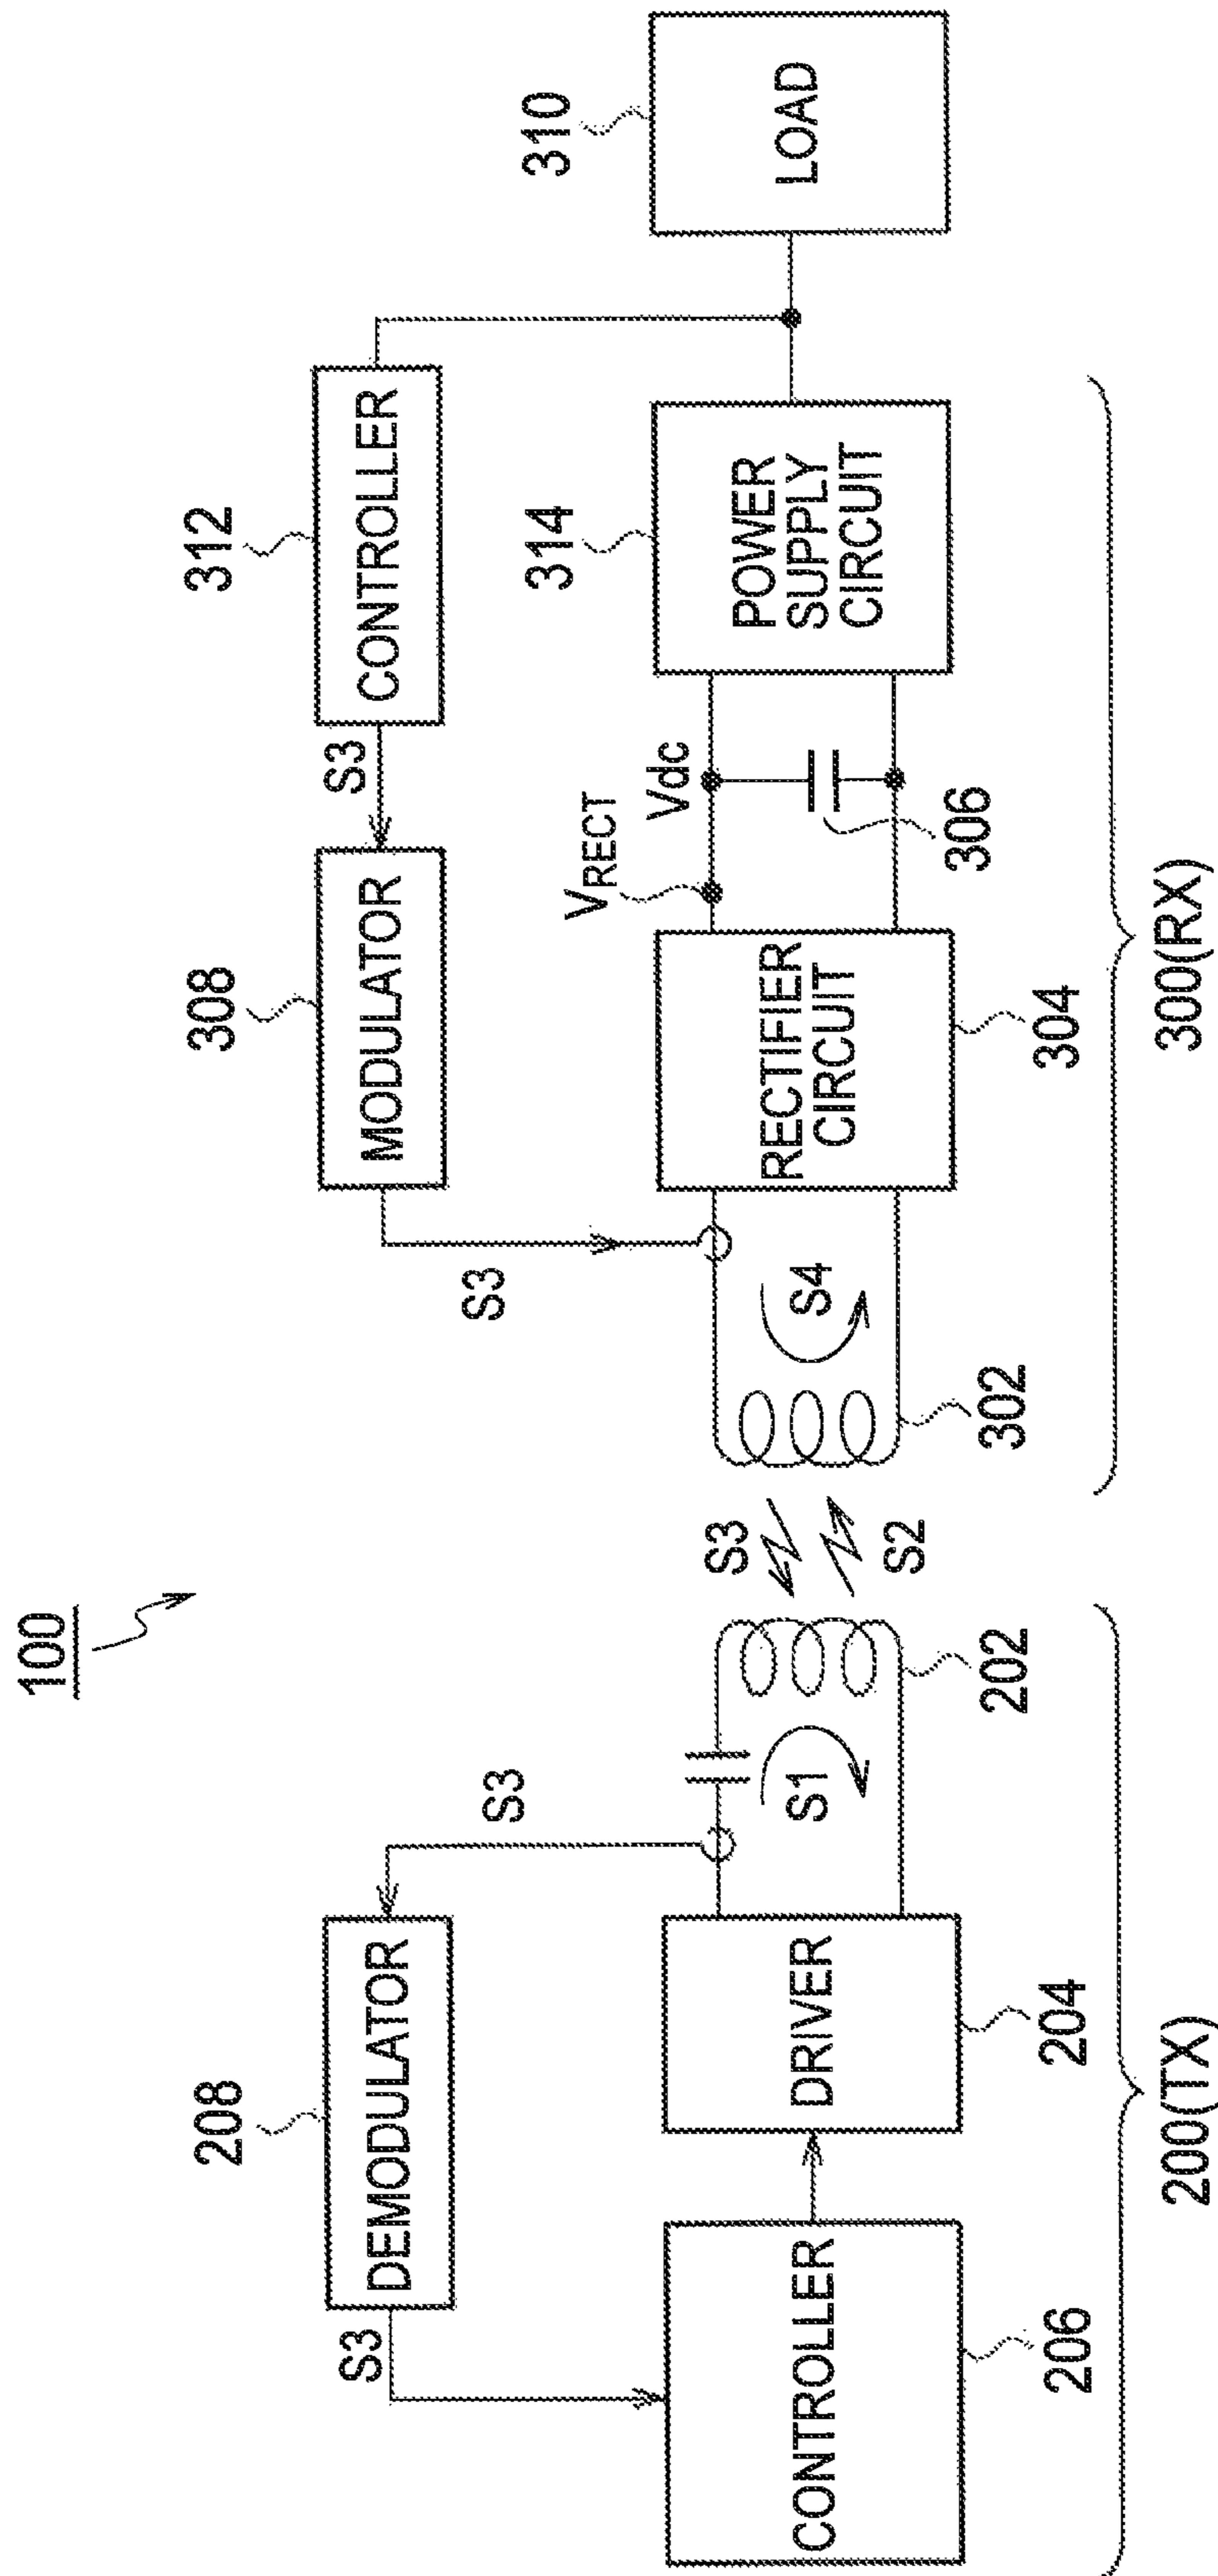 100
208
DEMODULATOR
S3
S3
CONTROLLER
206
DRIVER
204
S1
202
200(TX)
S3
S2
308
MODULATOR
S3
312
CONTROLLER
S3
302
S4
RECTIFIER
CIRCUIT
304
VRECT
Vdc
306
314
POWER
SUPPLY
CIRCUIT
310
LOAD
300(RX)